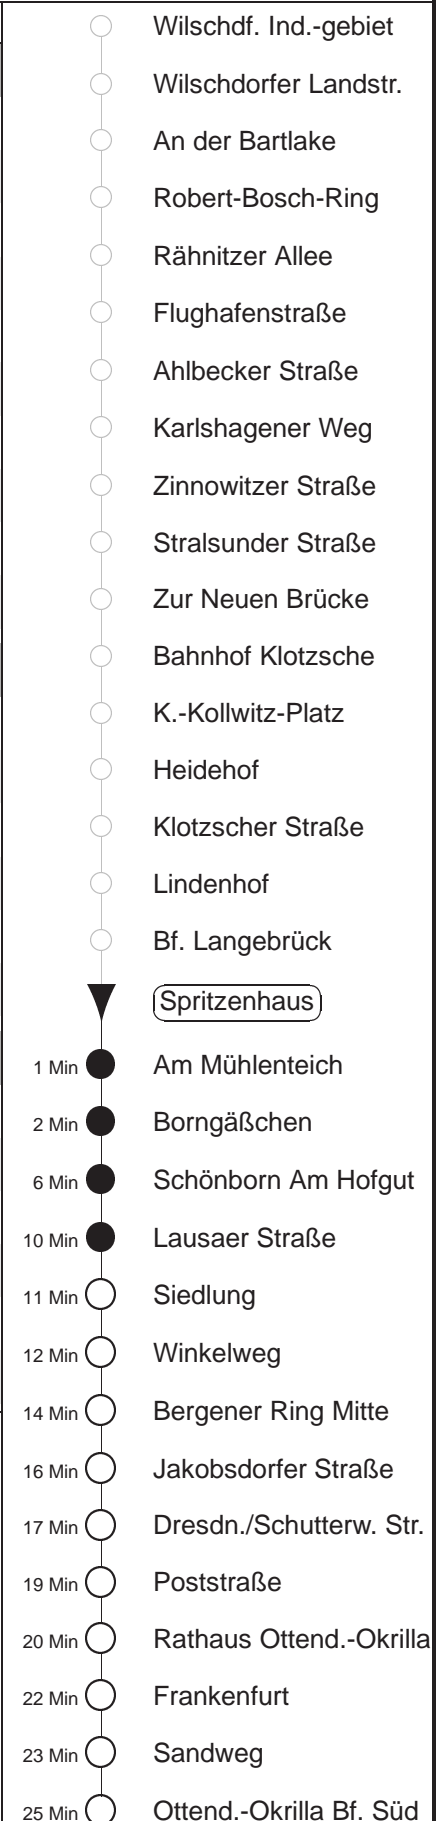 Wilschdf. Ind.-gebiet
Wilschdorfer Landstr.
An der Bartlake
Robert-Bosch-Ring
Rähnitzer Allee
Flughafenstraße
Ahlbecker Straße
Karlshagener Weg
Zinnowitzer Straße
Stralsunder Straße
Zur Neuen Brücke
Bahnhof Klotzsche
K.-Kollwitz-Platz
Heidehof
Klotzscher Straße
Lindenhof
Bf. Langebrück
Spritzenhaus
1 Min Am Mühlenteich
2 Min Borngäßchen
6 Min Schönborn Am Hofgut
10 Min Lausaer Straße
11 Min Siedlung
12 Min Winkelweg
14 Min Bergener Ring Mitte
16 Min Jakobsdorfer Straße
17 Min Dresdn./Schutterw. Str.
19 Min Poststraße
20 Min Rathaus Ottend.-Okrilla
22 Min Frankenfurt
23 Min Sandweg
25 Min Ottend.-Okrilla Bf. Süd